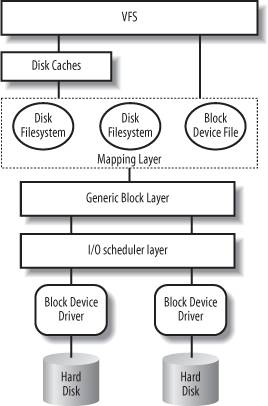 VFS
Disk Caches
Disk
Filesystem
Disk
Filesystem
Block
Device File
Mapping Layer
Generic Block Layer
I/O scheduler layer
Block Device
Driver
Block Device
Driver
Hard
Disk
Hard
Disk